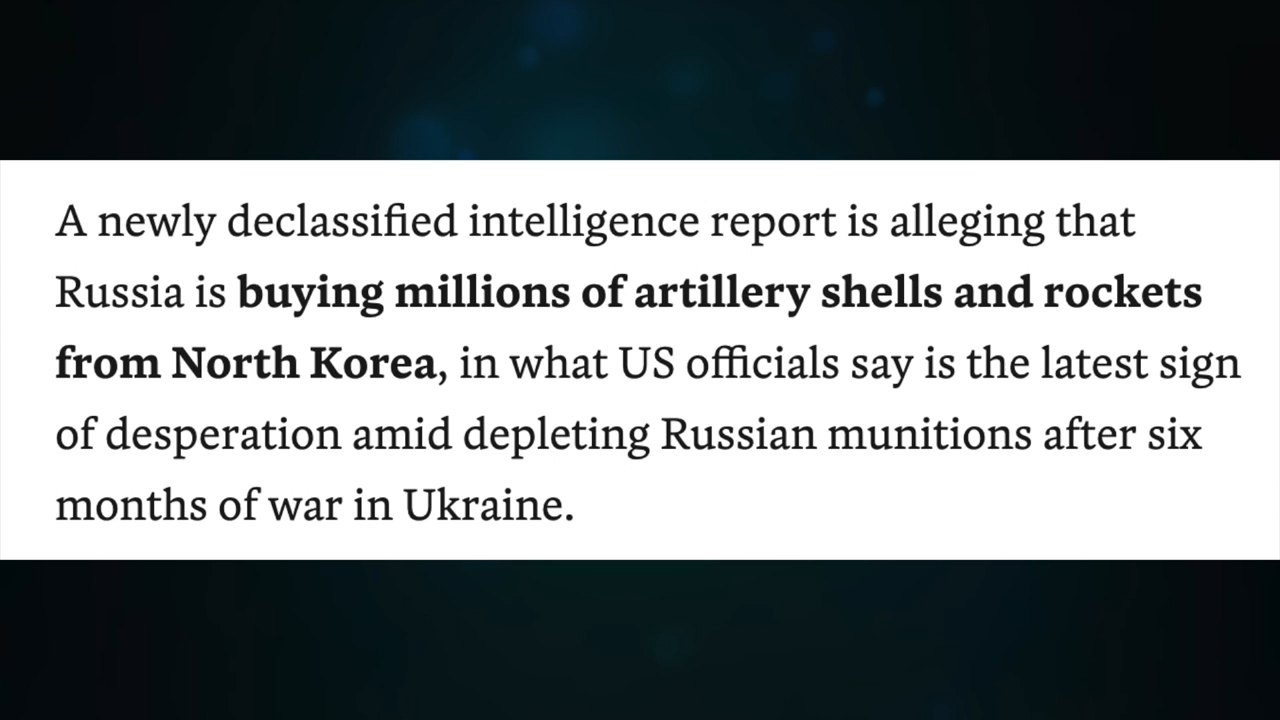 A newly declassified intelligence report is alleging that
Russia is buying millions of artillery shells and rockets
from North Korea, in what US officials say is the latest sign
of desperation amid depleting Russian munitions after six
months of war in Ukraine.